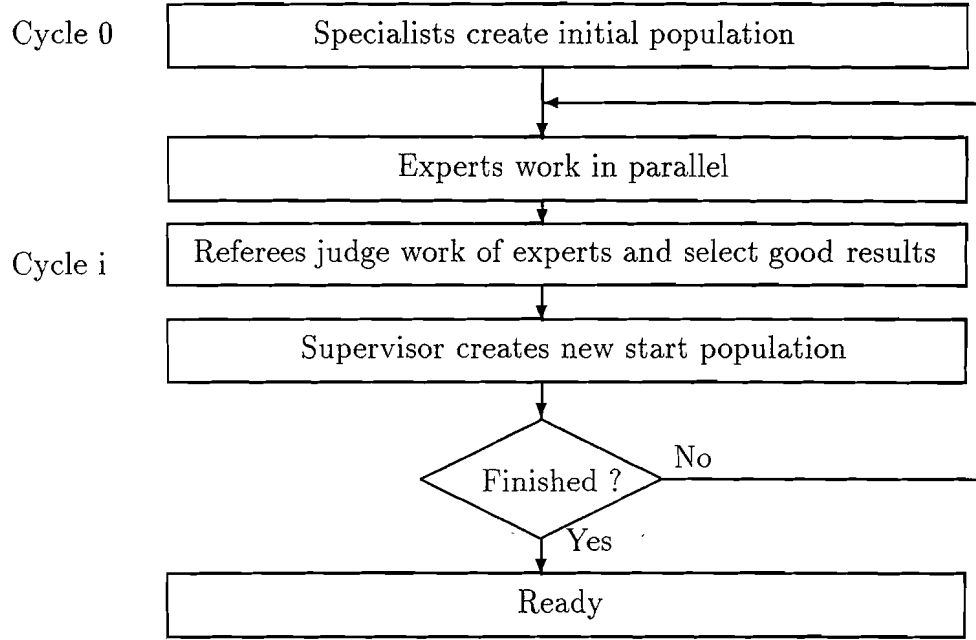 Cycle 0
Specialists create initial population
Experts work in parallel
Cycle i
Referees judge work of experts and select good results
Supervisor creates new start population
Finished ?
No
Yes
Ready